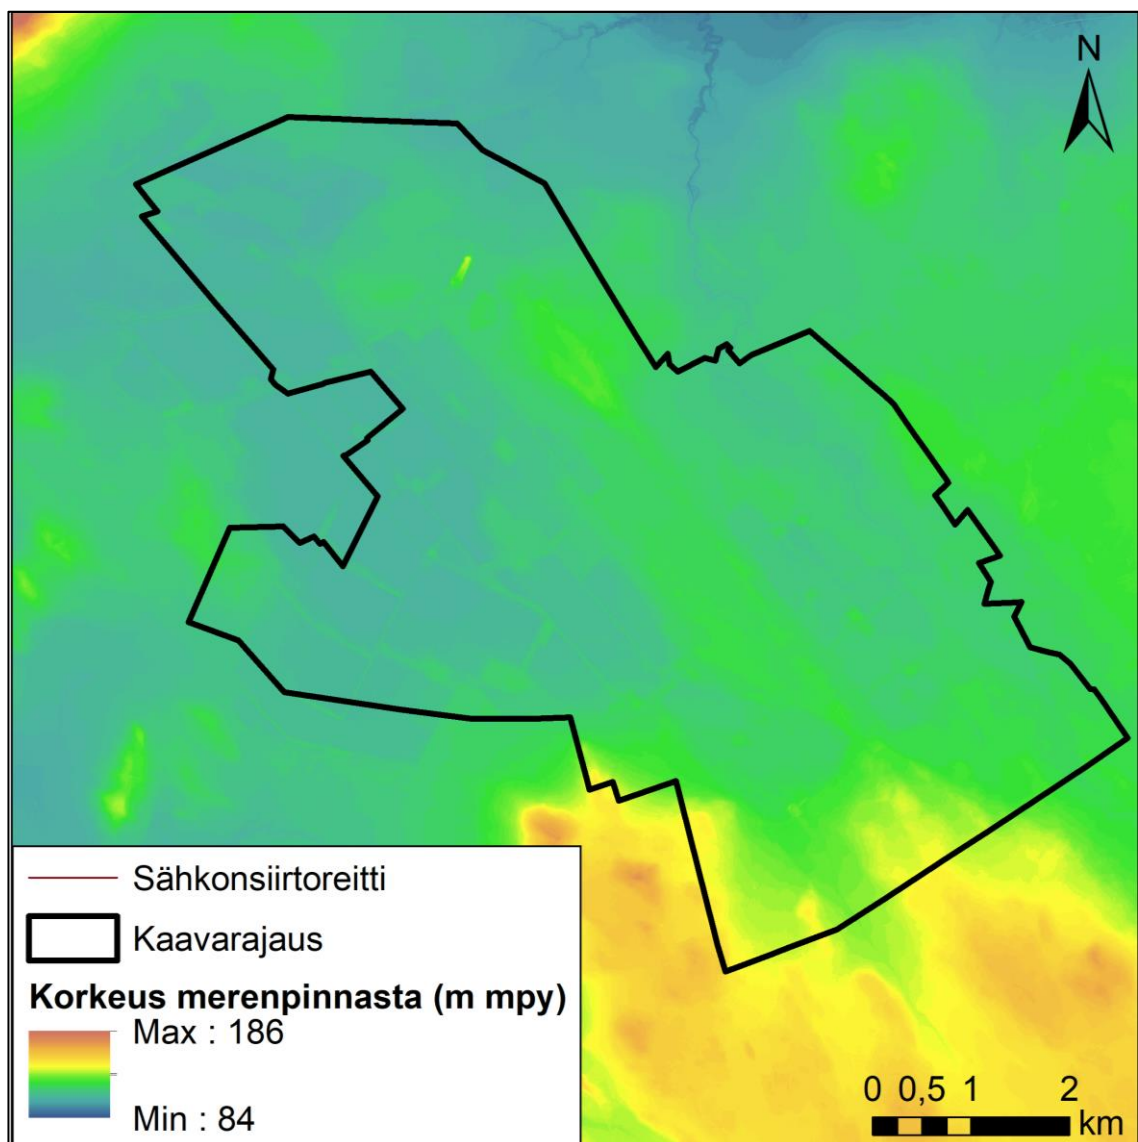 N
Sähkonsiirtoreitti
Kaavarajaus
Korkeus merenpinnasta (m mpy)
Max : 186
Min : 84
0 0,5 1 2
km